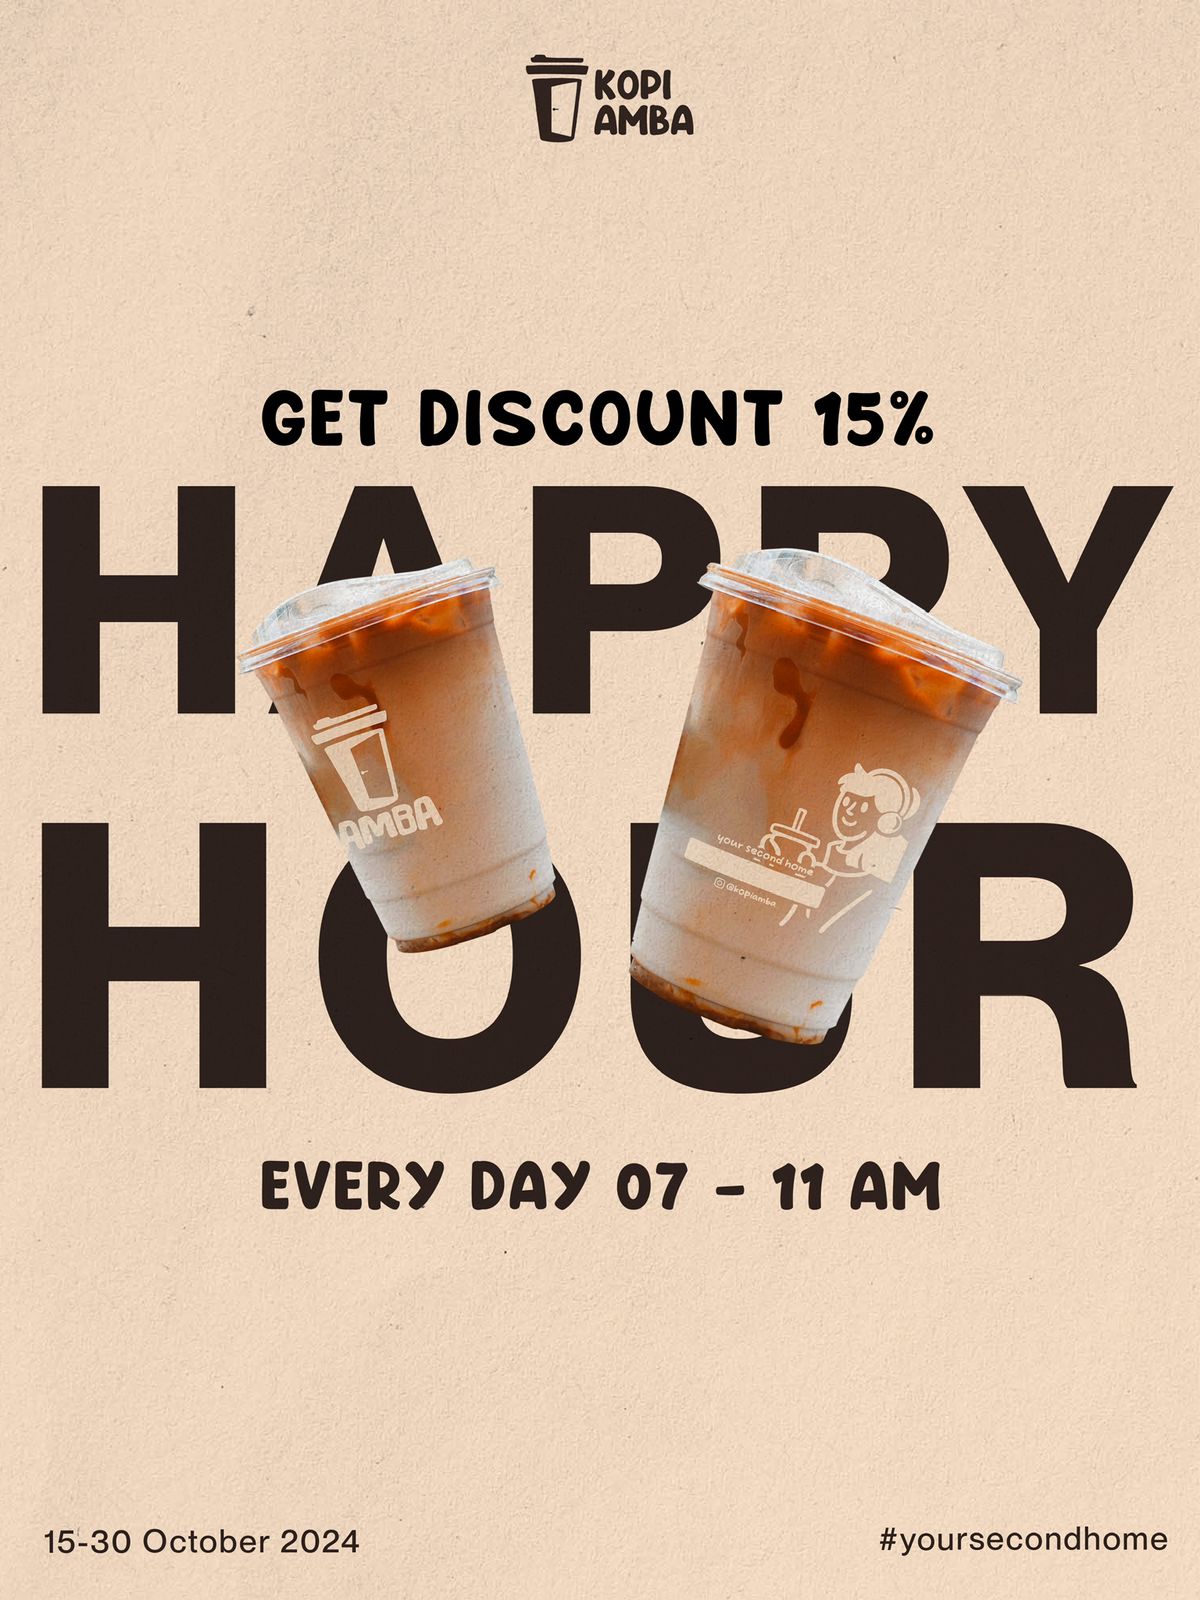 KOPI
AMBA
GET DISCOUNT 15%
HAPPY
HOUR
AMBA
your second home
@kopiamba
EVERY DAY 07 - 11 AM
15-30 October 2024
#yoursecondhome